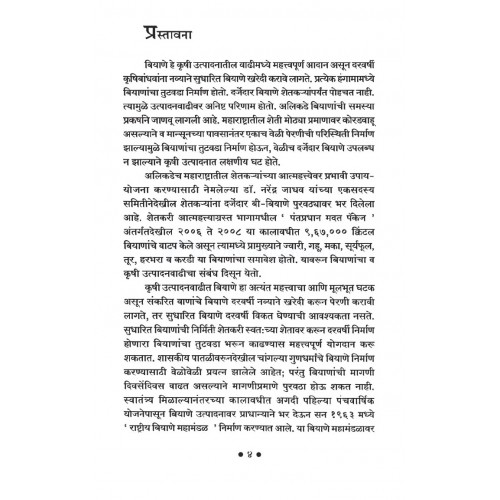 प्रस्तावना
बियाणे हे कृषी उत्पादनातील वाढीमध्ये महत्त्वपूर्ण आदान असून दरवर्षी
कृषिबांधवांना नव्याने सुधारित बियाणे खरेदी करावे लागते. प्रत्येक हंगामामध्ये
बियाणांचा तुटवडा निर्माण होतो. दर्जेदार बियाणे शेतकऱ्यांपर्यंत पोहचत नाही.
त्यामुळे उत्पादनवाढीवर अनिष्ट परिणाम होतो. अलिकडे बियाणांची समस्या
प्रकर्षाने जाणवू लागली आहे. महाराष्ट्रातील शेती मोठ्या प्रमाणावर कोरडवाहू
असल्याने व मान्सूनच्या पावसानंतर एकाच वेळी पेरणीची परिस्थिती निर्माण
झाल्यामुळे बियाणांचा तुटवडा निर्माण होऊन, वेळीच दर्जेदार बियाणे उपलब्ध
न झाल्याने कृषी उत्पादनात लक्षणीय घट होते.
अलिकडेच महाराष्ट्रातील शेतकऱ्यांच्या आत्महत्येवर प्रभावी उपाय-
योजना करण्यासाठी नेमलेल्या डॉ. नरेंद्र जाधव यांच्या एकसदस्य
समितीनेदेखील शेतकऱ्यांना दर्जेदार बी-बियाणे पुरवठ्यावर भर दिलेला
आहे. शेतकरी आत्महत्याग्रस्त भागामधील ' पंतप्रधान मदत पॅकेज '
अंतर्गतदेखील २००६ ते २००८ या कालावधीत ९,६७,००० क्विंटल
बियाणांचे वाटप केले असून त्यामध्ये प्रामुख्याने ज्वारी, गहू, मका, सूर्यफूल,
तूर, हरभरा व करडी या बियाणांचा समावेश होतो. यावरून बियाणांचा व
कृषी उत्पादनवाढीचा संबंध दिसून येतो.
कृषी उत्पादनवाढीत बियाणे हा अत्यंत महत्त्वाचा आणि मूलभूत घटक
असून संकरित वाणांचे बियाणे दरवर्षी नव्याने खरेदी करून पेरणी करावी
लागते, तर सुधारित बियाणे दरवर्षी विकत घेण्याची आवश्यकता नसते.
सुधारित बियाणांची निर्मिती शेतकरी स्वतःच्या शेतावर करून दरवर्षी निर्माण
होणारा बियाणांचा तुटवडा भरून काढण्यास महत्त्वपूर्ण योगदान करू
शकतात. शासकीय पातळीवरूनदेखील चांगल्या गुणधर्माचे बियाणे निर्माण
करण्यासाठी वेळोवेळी प्रयत्न झालेले आहेत; परंतु बियाणांची मागणी
दिवसेंदिवस वाढत असल्याने मागणीप्रमाणे पुरवठा होऊ शकत नाही.
स्वातंत्र्य मिळाल्यानंतरच्या कालावधीत अगदी पहिल्या पंचवार्षिक
योजनेपासून बियाणे उत्पादनावर प्राधान्याने भर देऊन सन १९६३ मध्ये
' राष्ट्रीय बियाणे महामंडळ ' निर्माण करण्यात आले. या बियाणे महामंडळावर
• ४ •